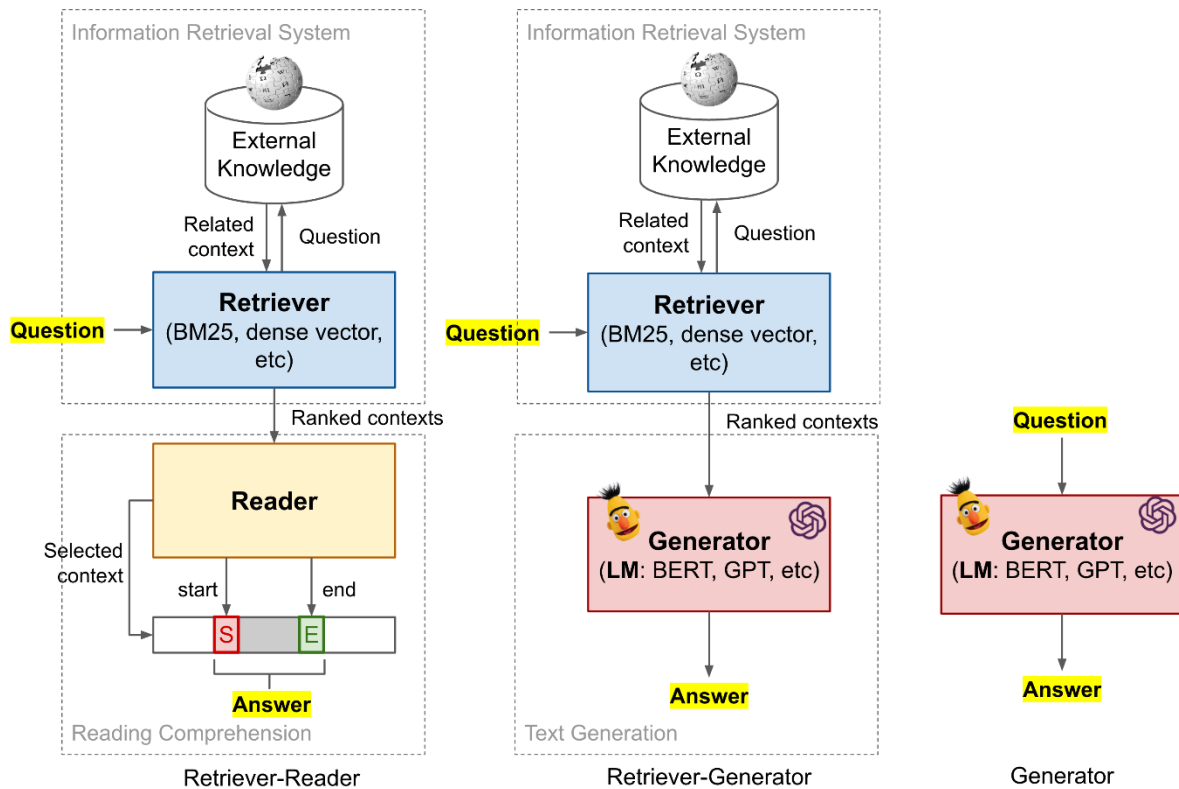 Information Retrieval System
External
Knowledge
Related
context
Question
Question
Retriever
(BM25, dense vector,
etc)
Ranked contexts
Reader
Selected
context
start
end
S
E
Answer
Reading Comprehension
Retriever-Reader
Information Retrieval System
External
Knowledge
Related
context
Question
Question
Retriever
(BM25, dense vector,
etc)
Ranked contexts
Generator
(LM: BERT, GPT, etc)
Answer
Text Generation
Retriever-Generator
Question
Generator
(LM: BERT, GPT, etc)
Answer
Generator